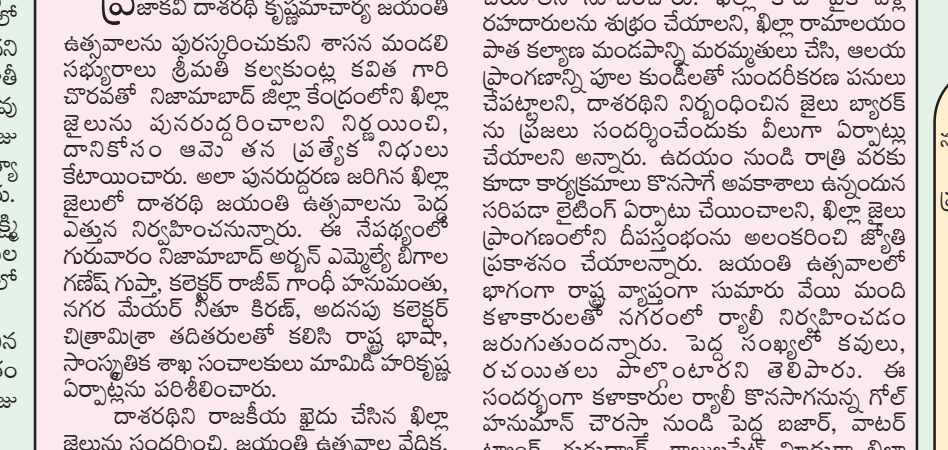 ప్రజాకవి దాశరథి కృష్ణమాచార్య జయంతి
ఉత్సవాలను పురస్కరించుకుని శాసన మండలి
సభ్యురాలు శ్రీమతి కల్వకుంట్ల కవిత గారి
చొరవతో నిజామాబాద్ జిల్లా కేంద్రంలోని ఖిల్లా
జైలును పునరుద్దరించాలని నిర్ణయించి,
దానికోసం ఆమె తన ప్రత్యేక నిధులు
కేటాయించారు. అలా పునరుద్దరణ జరిగిన ఖిల్లా
జైలులో దాశరథి జయంతి ఉత్సవాలను పెద్ద
ఎత్తున నిర్వహించనున్నారు. ఈ నేపథ్యంలో
గురువారం నిజామాబాద్ అర్బన్ ఎమ్మెల్యే బిగాల
గణేష్ గుప్తా, కలెక్టర్ రాజీవ్ గాంధీ హనుమంతు,
నగర మేయర్ నీతూ కిరణ్, అదనపు కలెక్టర్
చిత్రామిశ్రా తదితరులతో కలిసి రాష్ట్ర భాషా,
సాంస్కృతిక శాఖ సంచాలకులు మామిడి హరికృష్ణ
ఏర్పాట్లను పరిశీలించారు.
దాశరథిని రాజకీయ ఖైదు చేసిన ఖిల్లా
జైలును సందర్శించి, జయంతి ఉత్సవాల వేదిక,
రహదారులను శుభ్రం చేయాలని, ఖిల్లా రామాలయం
పాత కల్యాణ మండపాన్ని మరమ్మతులు చేసి, ఆలయ
ప్రాంగణాన్ని పూల కుండీలతో సుందరీకరణ పనులు
చేపట్టాలని, దాశరథిని నిర్బంధించిన జైలు బ్యారక్
ను ప్రజలు సందర్శించేందుకు వీలుగా ఏర్పాట్లు
చేయాలని అన్నారు. ఉదయం నుండి రాత్రి వరకు
కూడా కార్యక్రమాలు కొనసాగే అవకాశాలు ఉన్నందున
సరిపడా లైటింగ్ ఏర్పాటు చేయించాలని, ఖిల్లా జైలు
ప్రాంగణంలోని దీపస్తంభంను అలంకరించి జ్యోతి
ప్రకాశనం చేయాలన్నారు. జయంతి ఉత్సవాలలో
భాగంగా రాష్ట్ర వ్యాప్తంగా సుమారు వేయి మంది
కళాకారులతో నగరంలో ర్యాలీ నిర్వహించడం
జరుగుతుందన్నారు. పెద్ద సంఖ్యలో కవులు,
రచయితలు పాల్గొంటారని తెలిపారు. ఈ
సందర్భంగా కళాకారుల ర్యాలీ కొనసాగనున్న గోల్
హనుమాన్ చౌరస్తా నుండి పెద్ద బజార్, వాటర్